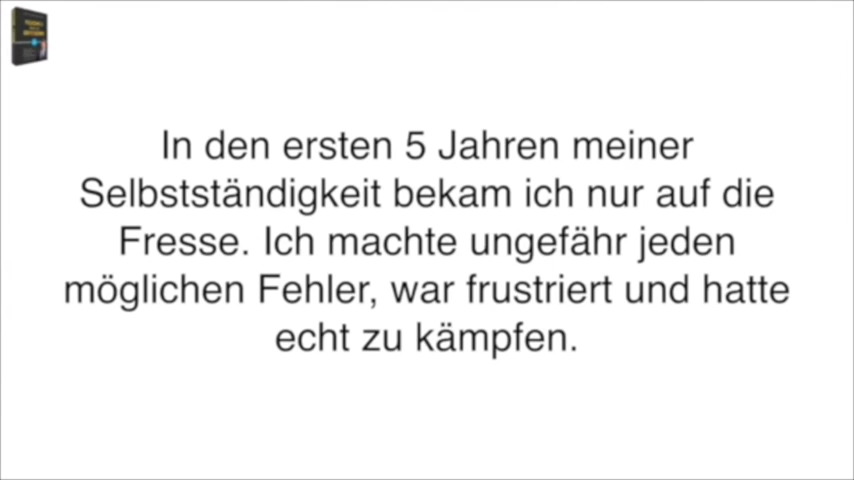 In den ersten 5 Jahren meiner
Selbstständigkeit bekam ich nur auf die
Fresse. Ich machte ungefähr jeden
möglichen Fehler, war frustriert und hatte
echt zu kämpfen.